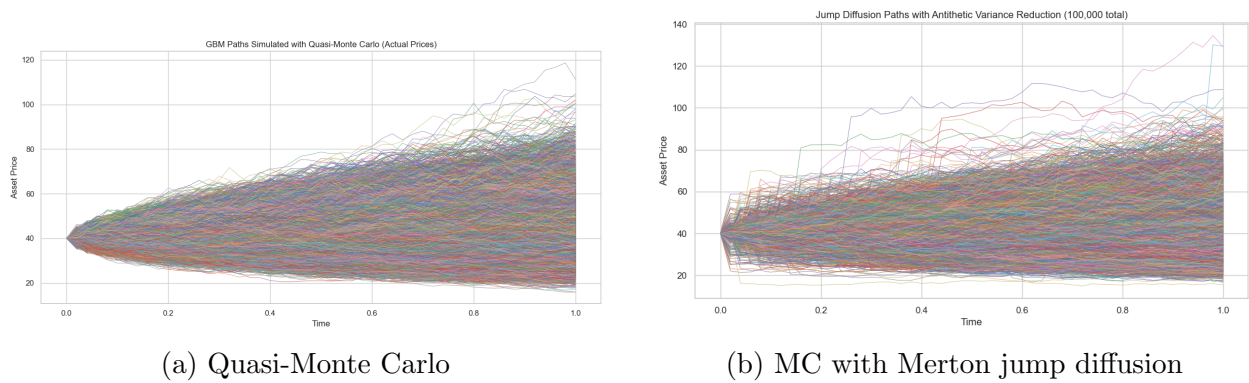 GBM Paths Simulated with Quasi-Monte Carlo (Actual Prices)
120
100
80
60
40
20
Asset Price
0.0 0.2 0.4 0.6 0.8 1.0
Time
(a) Quasi-Monte Carlo
Jump Diffusion Paths with Antithetic Variance Reduction (100,000 total)
140
120
100
80
60
40
20
Asset Price
0.0 0.2 0.4 0.6 0.8 1.0
Time
(b) MC with Merton jump diffusion